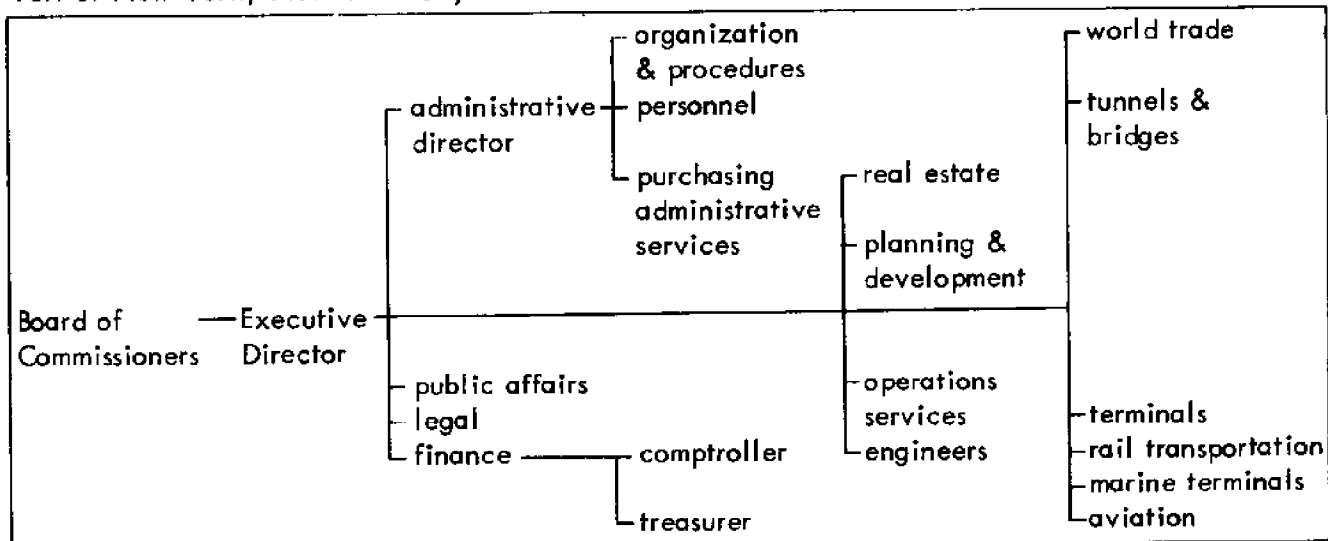 organization
& procedures
personnel
purchasing
administrative
services
administrative
director
world trade
tunnels &
bridges
real estate
planning &
development
Board of
Commissioners
Executive
Director
public affairs
legal
finance
comptroller
treasurer
operations
services
engineers
terminals
rail transportation
marine terminals
aviation